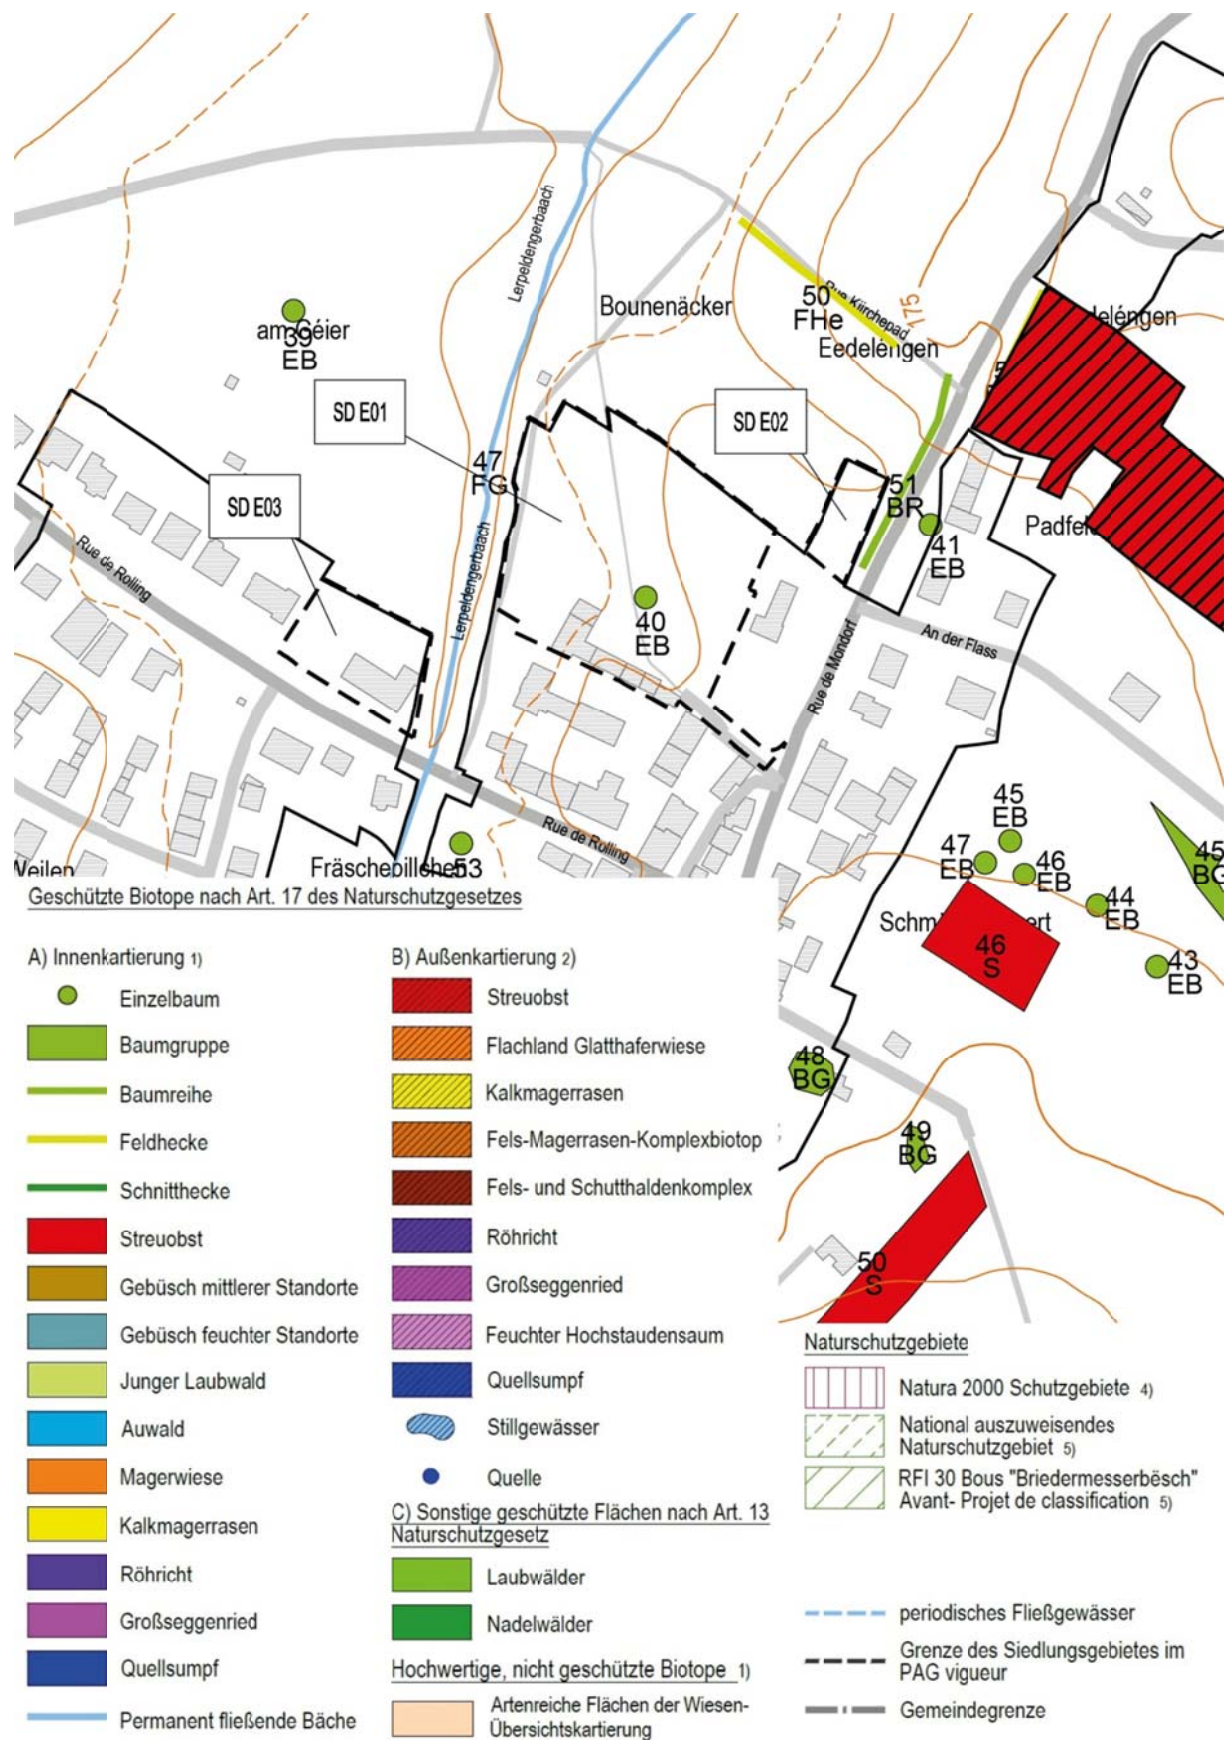 Lerpeldengerbaach
Bounenäcker
50
FHe
Rue Kiirchepad
175
Eedeléngen
deléngen
am Géier
39
EB
SD E01
SD E02
SD E03
47
FG
51
BR
41
EB
Padfel
Rue de Rolling
Lerpeldengerbaach
40
EB
An der Flass
Rue de Mondorf
45
EB
47
EB
46
EB
45
BG
44
EB
Rue de Rolling
Weilen
Fräschebillchen
53
Schm
ert
46
S
43
EB
48
BG
49
BG
50
S
Geschützte Biotope nach Art. 17 des Naturschutzgesetzes
A) Innenkartierung 1)
Einzelbaum
Baumgruppe
Baumreihe
Feldhecke
Schnitthecke
Streuobst
Gebüsch mittlerer Standorte
Gebüsch feuchter Standorte
Junger Laubwald
Auwald
Magerwiese
Kalkmagerrasen
Röhricht
Großseggenried
Quellsumpf
Permanent fließende Bäche
B) Außenkartierung 2)
Streuobst
Flachland Glatthaferwiese
Kalkmagerrasen
Fels-Magerrasen-Komplexbiotop
Fels- und Schutthaldenkomplex
Röhricht
Großseggenried
Feuchter Hochstaudensaum
Quellsumpf
Stillgewässer
Quelle
C) Sonstige geschützte Flächen nach Art. 13
Naturschutzgesetz
Laubwälder
Nadelwälder
Hochwertige, nicht geschützte Biotope 1)
Artenreiche Flächen der Wiesen-
Übersichtskartierung
Naturschutzgebiete
Natura 2000 Schutzgebiete 4)
National auszuweisendes
Naturschutzgebiet 5)
RFI 30 Bous "Briedermesserbësch"
Avant- Projet de classification 5)
periodisches Fließgewässer
Grenze des Siedlungsgebietes im
PAG vigueur
Gemeindegrenze